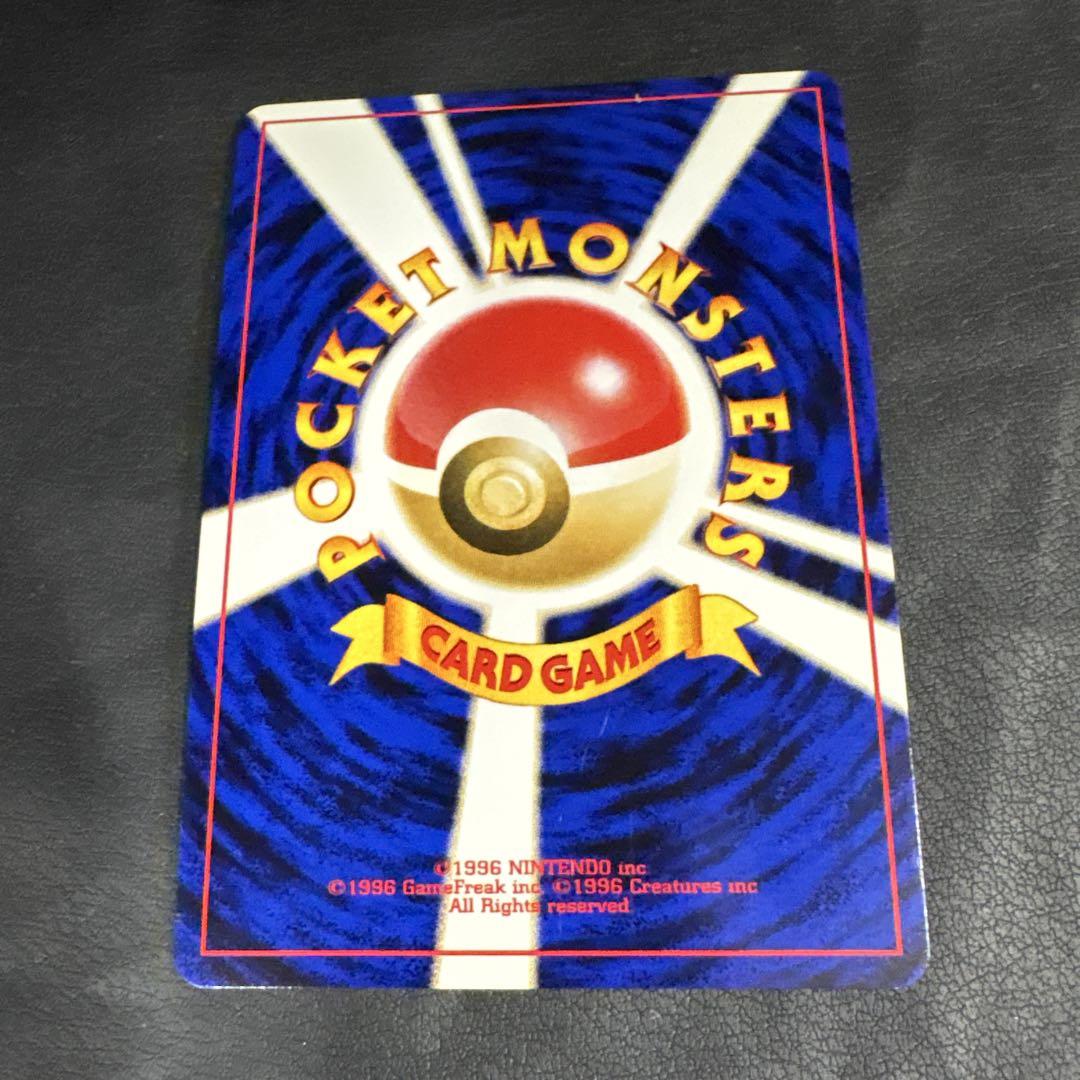 POCKET MONSTERS
CARD GAME
©1996 NINTENDO inc
©1996 GameFreak inc. ©1996 Creatures inc
All Rights reserved